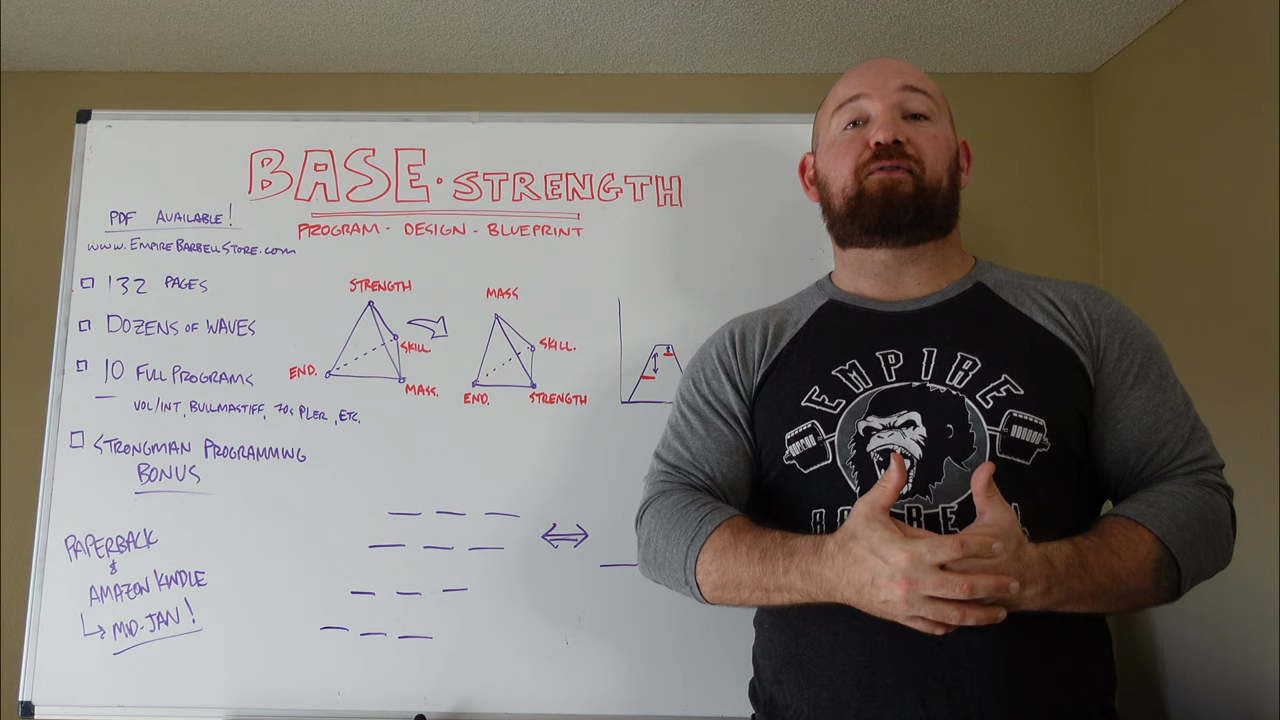 BASE · STRENGTH
PROGRAM - DESIGN - BLUEPRINT
PDF AVAILABLE!
WWW.EMPIREBARBELLSTORE.COM
132 PAGES
DOZENS OF WAVES
10 FULL PROGRAMS
VOL/INT, BULLMASTIFF, 70s PLER, ETC.
STRONGMAN PROGRAMMING
BONUS
PAPERBACK
&
AMAZON KINDLE
MID-JAN!
STRENGTH
SKILL.
END.
MASS.
MASS
SKILL.
END.
STRENGTH
EMPIRE